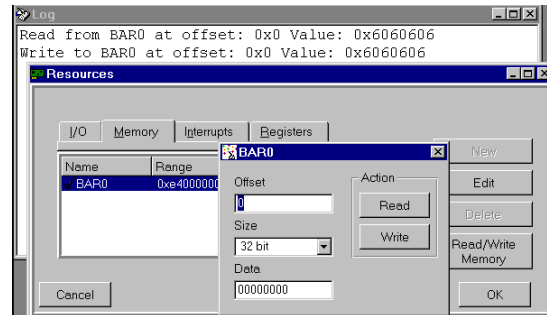 Log
Read from BAR0 at offset: 0x0 Value: 0x6060606
Write to BAR0 at offset: 0x0 Value: 0x6060606
Resources
I/O Memory Interrupts Registers
Name Range
BAR0 0xe4000000
BAR0
Offset
0
Size
32 bit
Data
00000000
Action
Read
Write
New
Edit
Delete
Read/Write
Memory
Cancel
OK